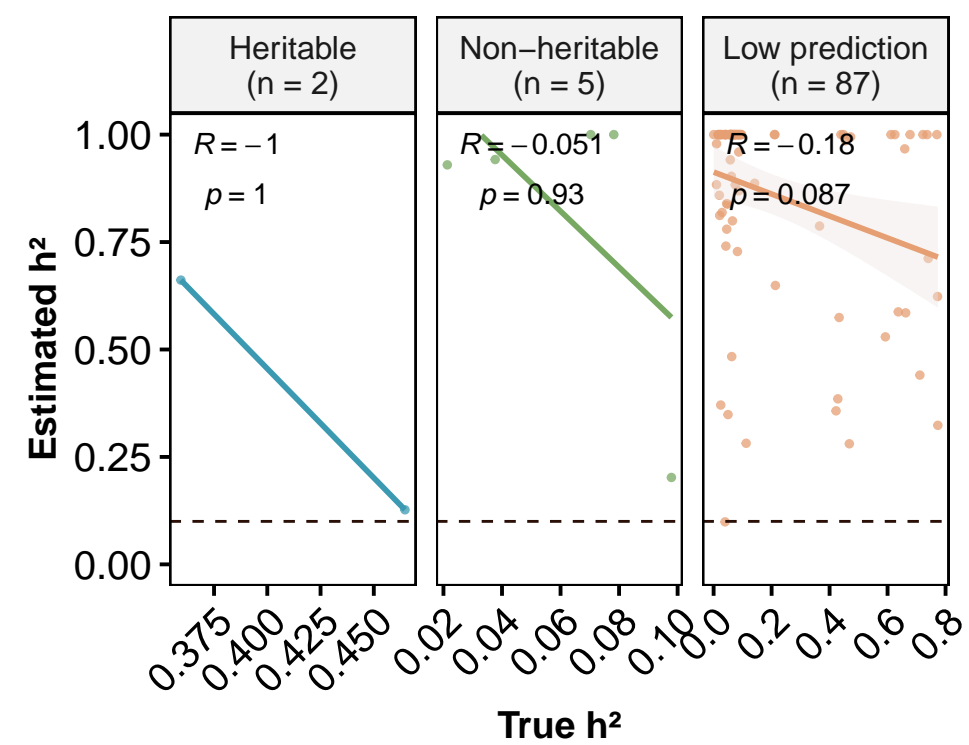 Heritable
(n = 2)
Non−heritable
(n = 5)
Low prediction
(n = 87)
R = −1
p = 1
R = −0.051
p = 0.93
R = −0.18
p = 0.087
Estimated h²
1.00
0.75
0.50
0.25
0.00
0.375
0.400
0.425
0.450
0.02
0.04
0.06
0.08
0.10
0.0
0.2
0.4
0.6
0.8
True h²